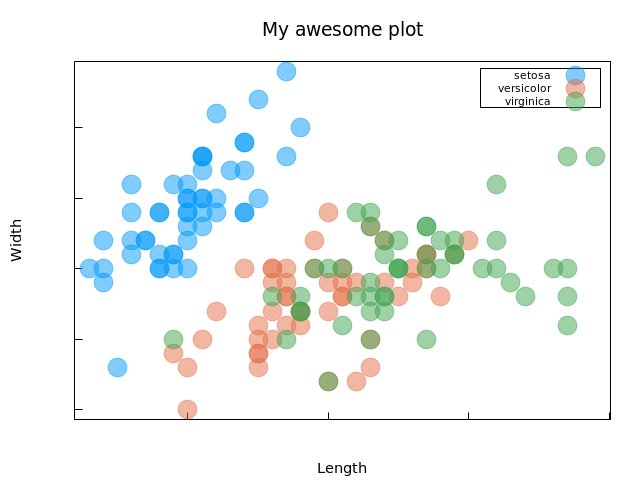 My awesome plot
setosa
versicolor
virginica
Width
Length